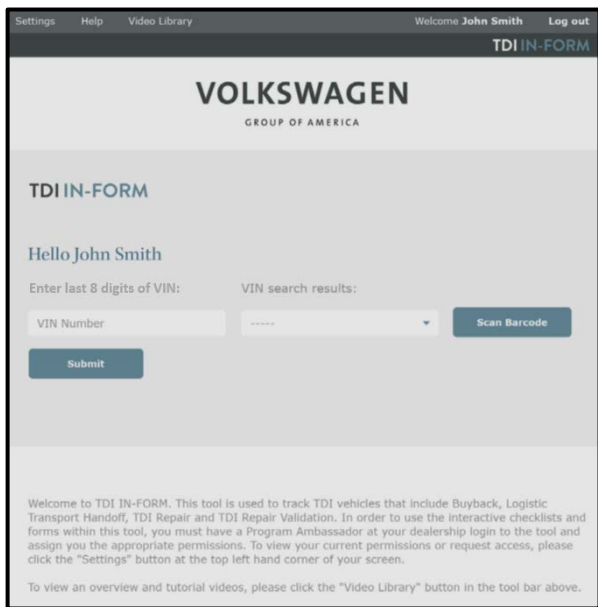 Settings Help Video Library Welcome John Smith Log out
TDI IN-FORM
VOLKSWAGEN
GROUP OF AMERICA
TDI IN-FORM
Hello John Smith
Enter last 8 digits of VIN: VIN search results:
VIN Number ----- Scan Barcode
Submit
Welcome to TDI IN-FORM. This tool is used to track TDI vehicles that include Buyback, Logistic
Transport Handoff, TDI Repair and TDI Repair Validation. In order to use the interactive checklists and
forms within this tool, you must have a Program Ambassador at your dealership login to the tool and
assign you the appropriate permissions. To view your current permissions or request access, please
click the "Settings" button at the top left hand corner of your screen.
To view an overview and tutorial videos, please click the "Video Library" button in the tool bar above.